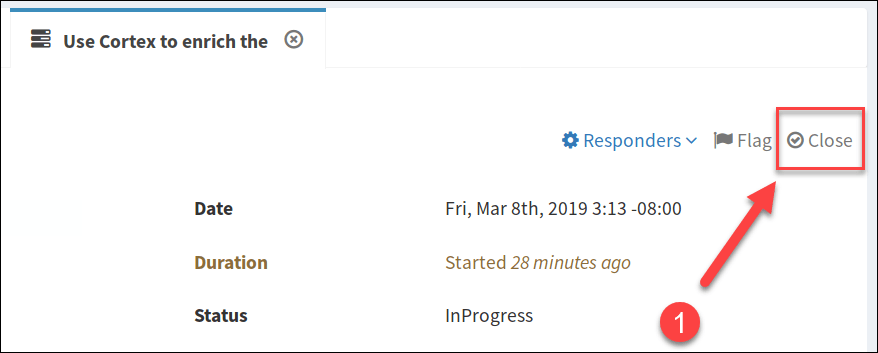 Use Cortex to enrich the
Responders Flag Close
Date Fri, Mar 8th, 2019 3:13 -08:00
Duration Started 28 minutes ago
Status InProgress
1